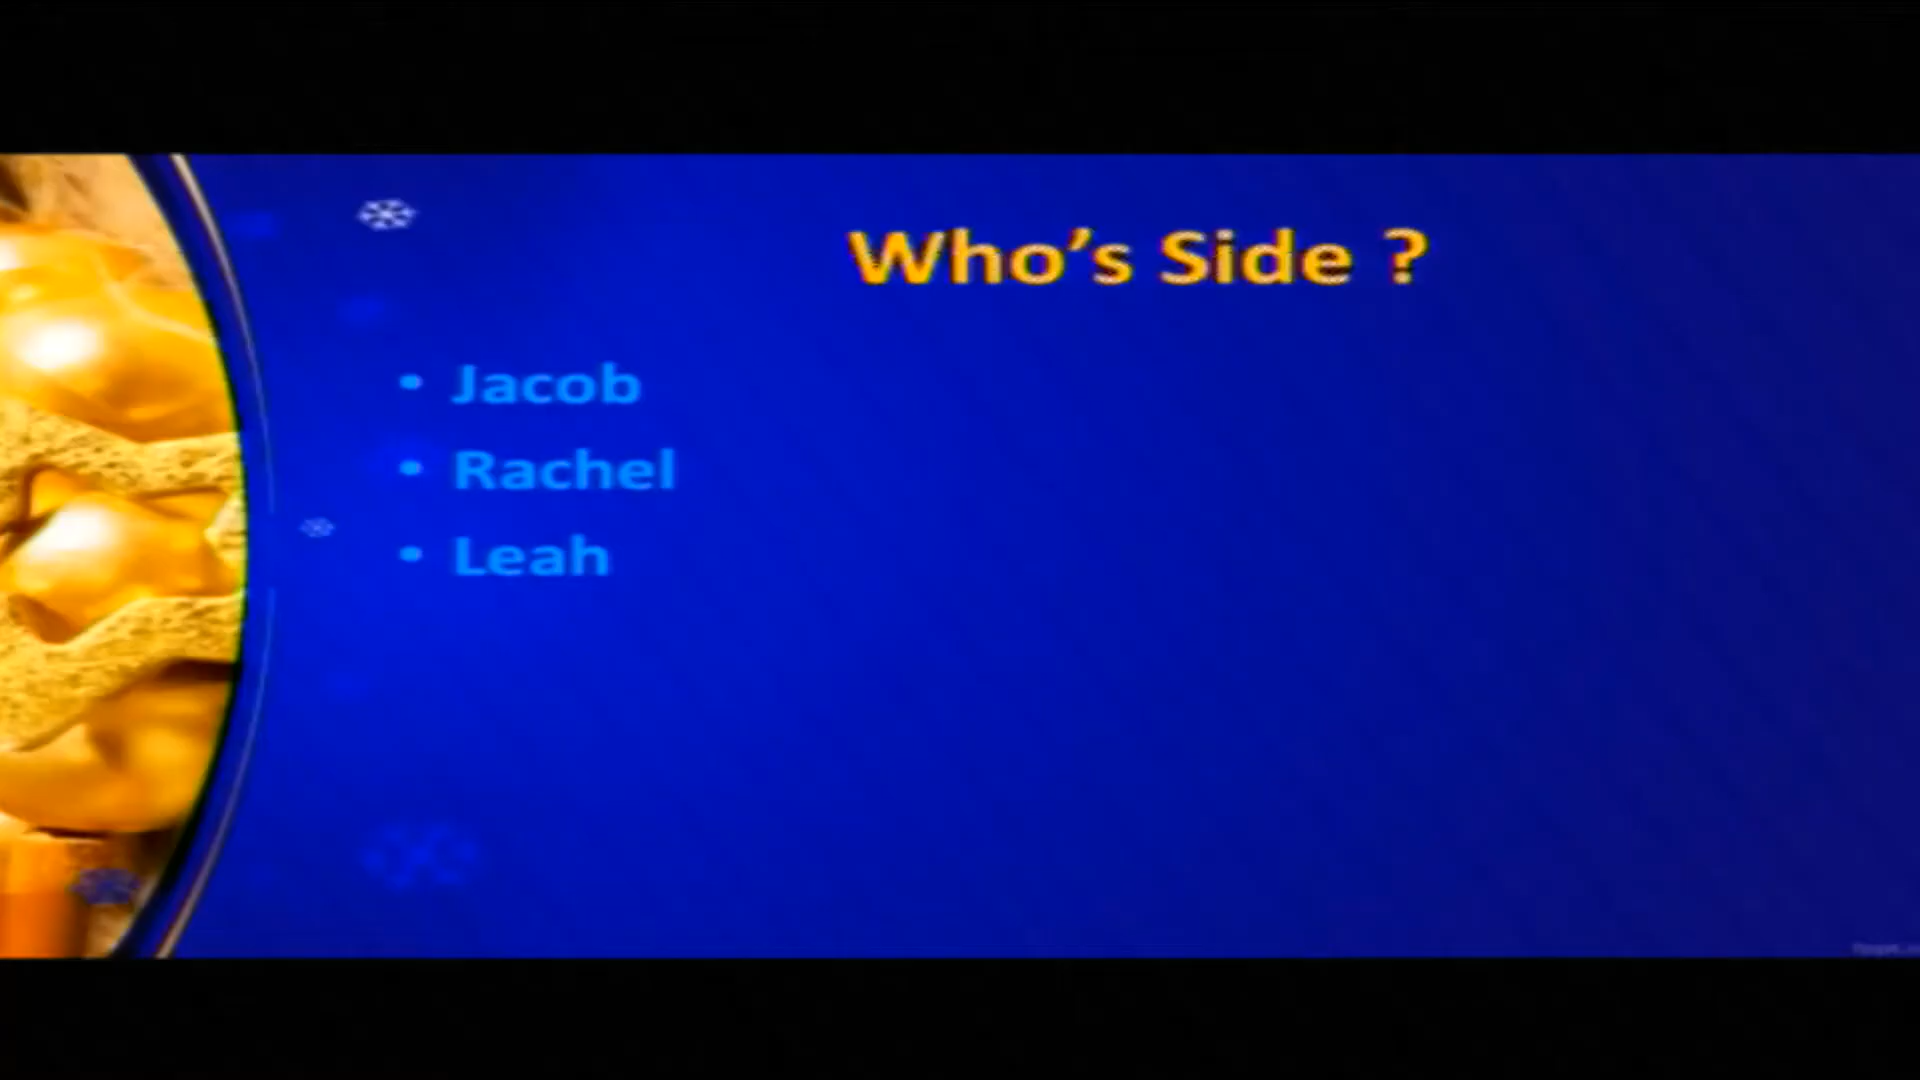 Who’s Side ?
• Jacob
• Rachel
• Leah